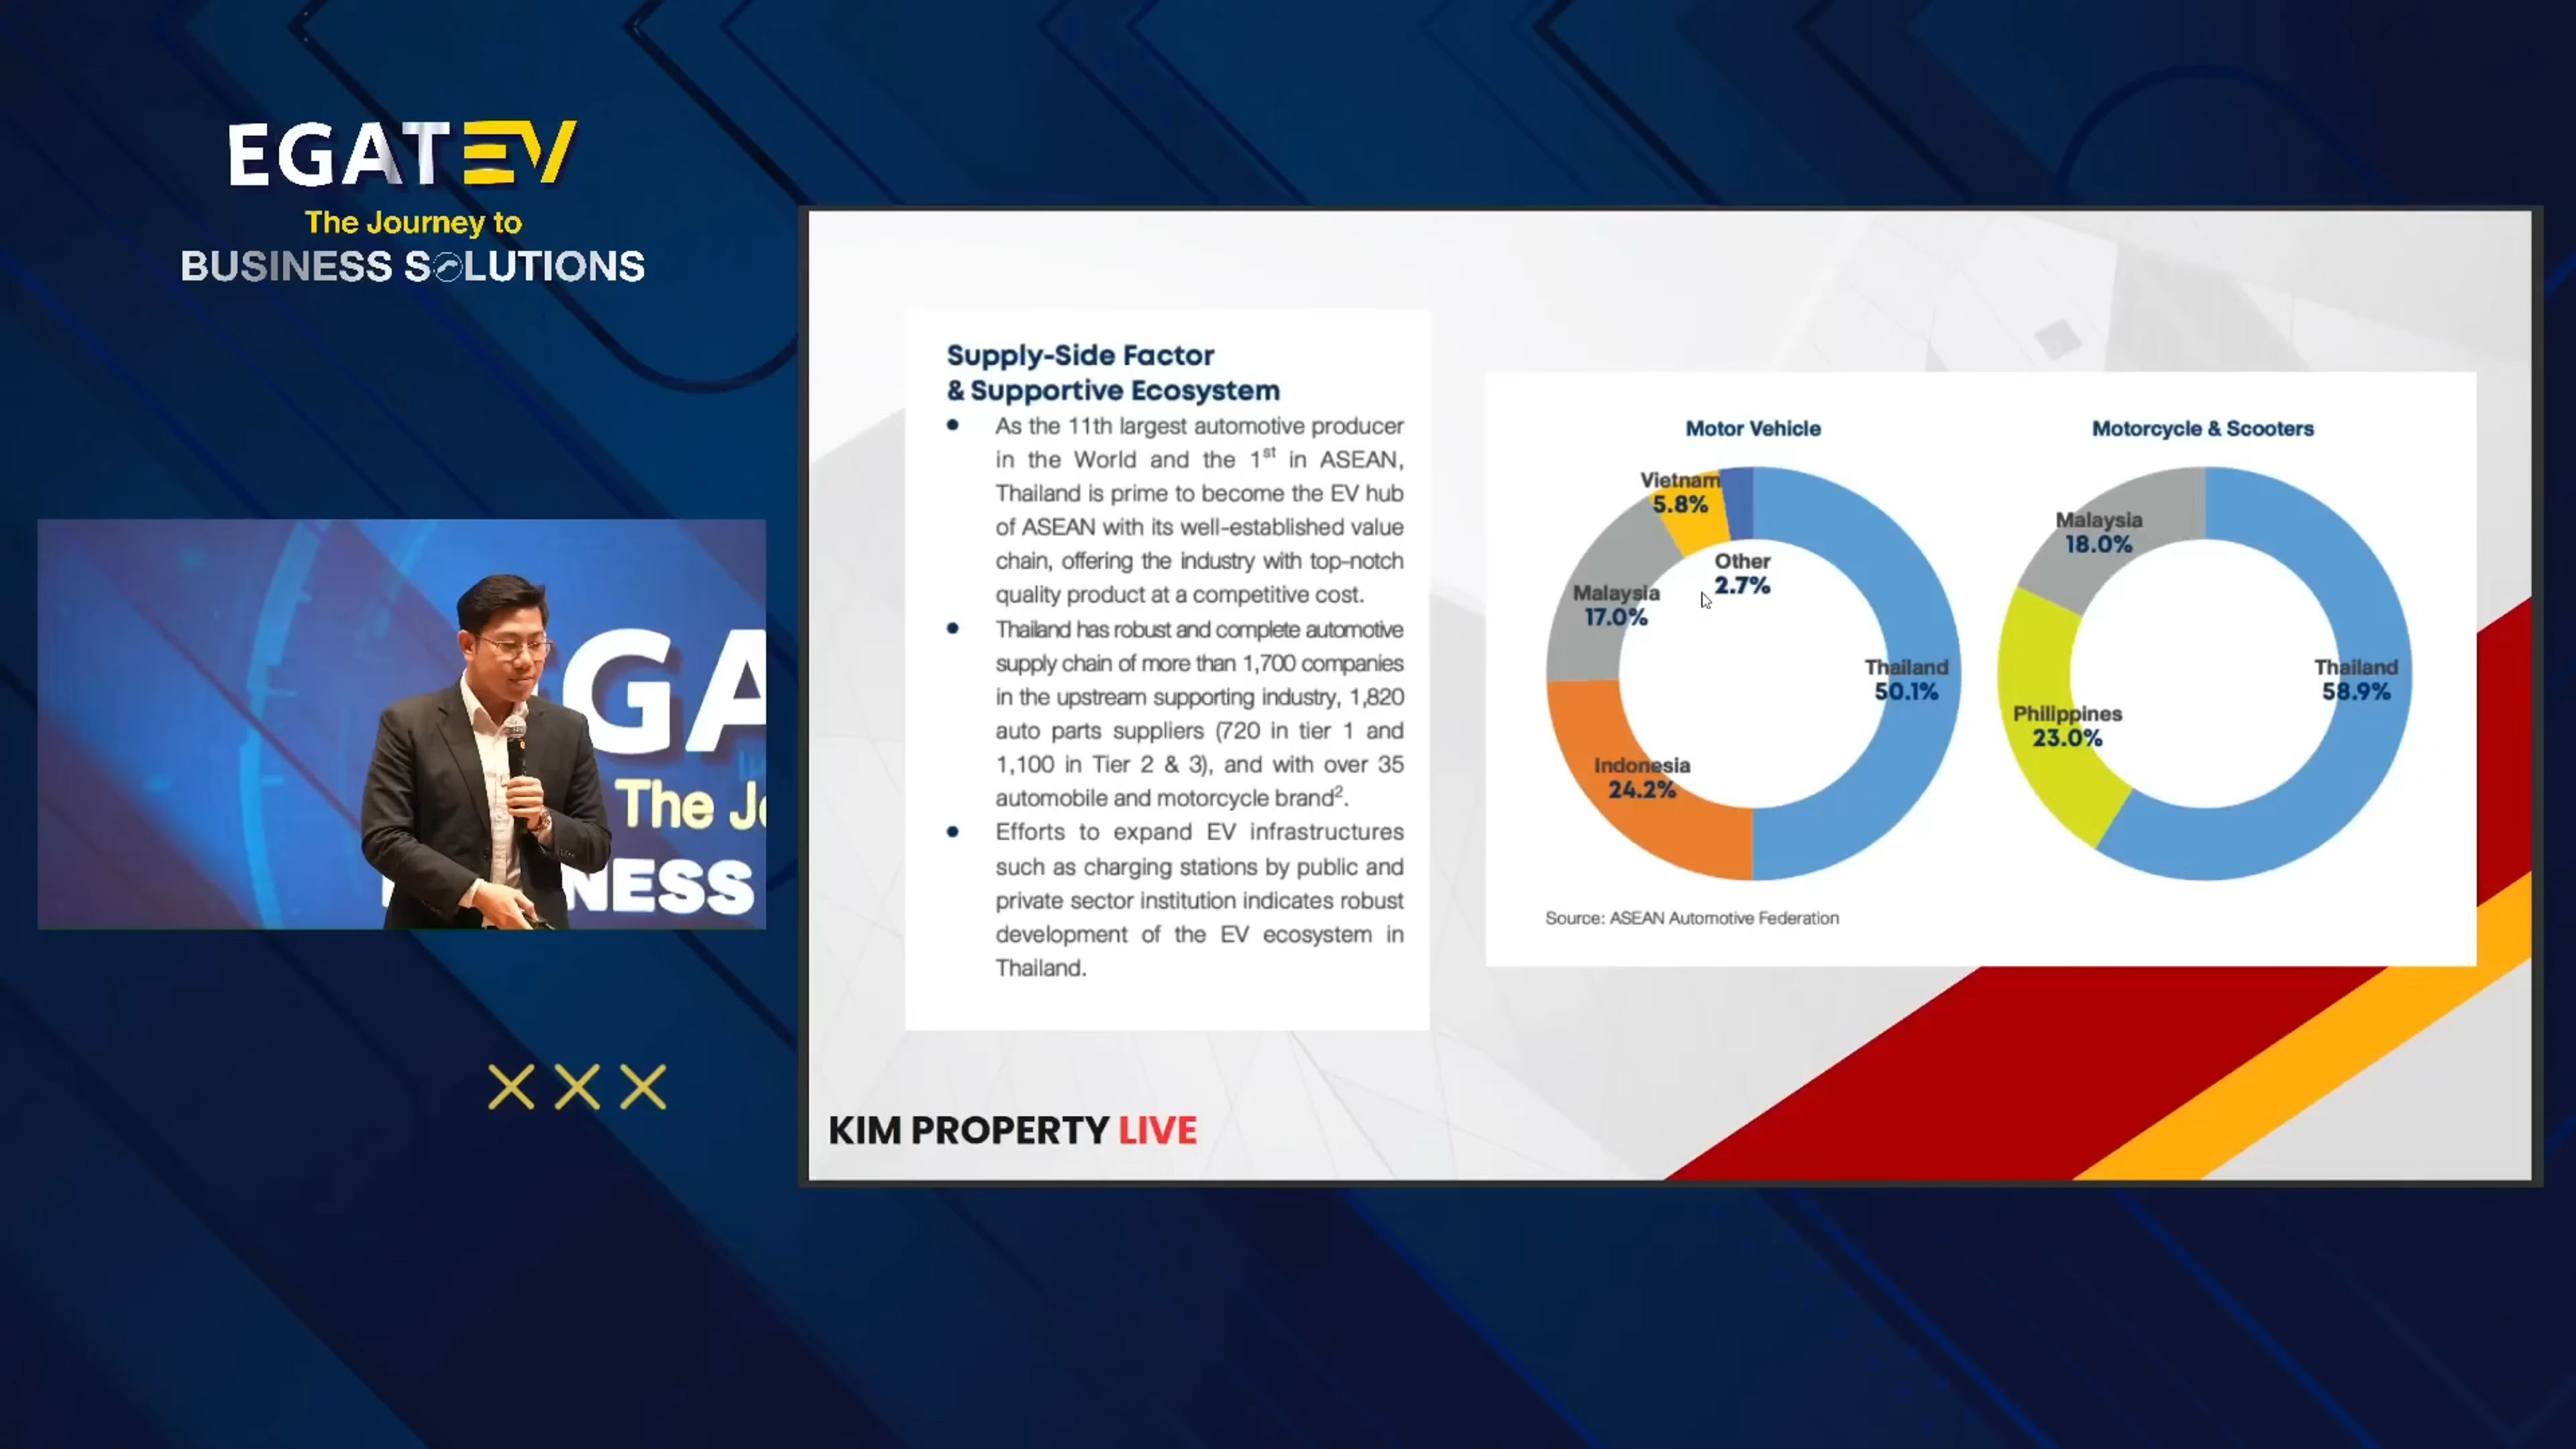 EGATEV
The Journey to
BUSINESS SOLUTIONS
GA
The Jo
NESS
Supply-Side Factor
& Supportive Ecosystem
● As the 11th largest automotive producer
in the World and the 1st in ASEAN,
Thailand is prime to become the EV hub
of ASEAN with its well-established value
chain, offering the industry with top-notch
quality product at a competitive cost.
● Thailand has robust and complete automotive
supply chain of more than 1,700 companies
in the upstream supporting industry, 1,820
auto parts suppliers (720 in tier 1 and
1,100 in Tier 2 & 3), and with over 35
automobile and motorcycle brand2.
● Efforts to expand EV infrastructures
such as charging stations by public and
private sector institution indicates robust
development of the EV ecosystem in
Thailand.
Motor Vehicle
Vietnam
5.8%
Other
2.7%
Malaysia
17.0%
Thailand
50.1%
Indonesia
24.2%
Motorcycle & Scooters
Malaysia
18.0%
Thailand
58.9%
Philippines
23.0%
Source: ASEAN Automotive Federation
KIM PROPERTY LIVE